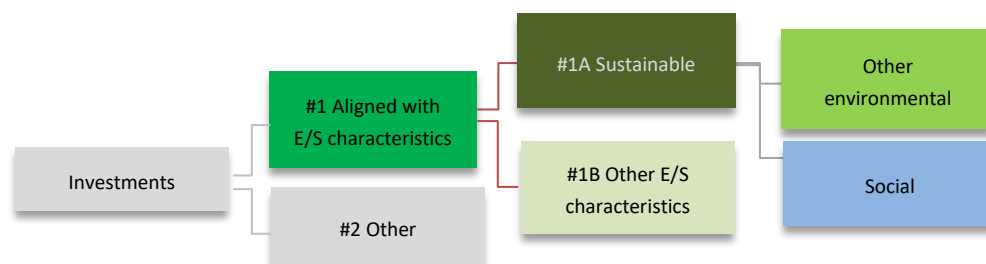 Investments
#1 Aligned with
E/S characteristics
#2 Other
#1A Sustainable
#1B Other E/S
characteristics
Other
environmental
Social